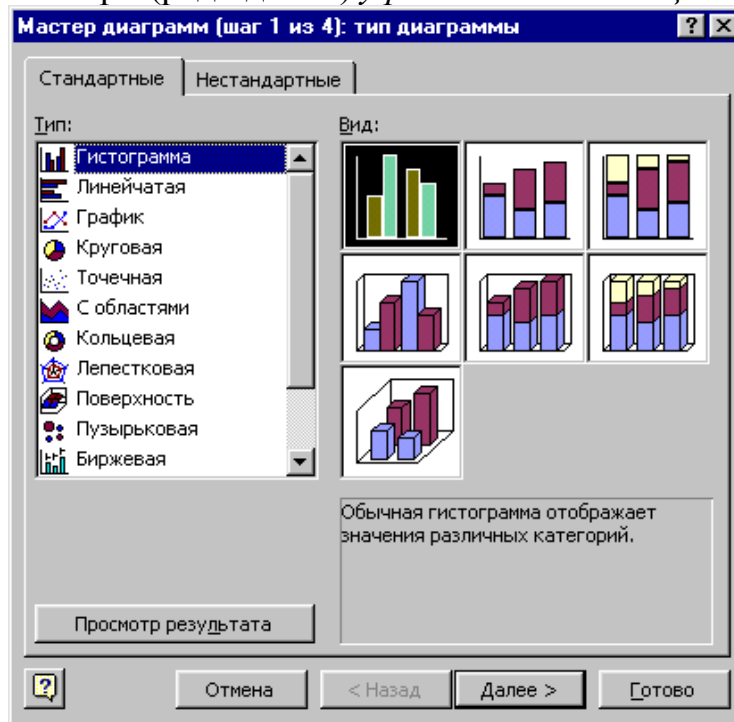 Мастер диаграмм (шаг 1 из 4): тип диаграммы
Стандартные Нестандартные
Тип: Вид:
Гистограмма
Линейчатая
График
Круговая
Точечная
С областями
Кольцевая
Лепестковая
Поверхность
Пузырьковая
Биржевая
Обычная гистограмма отображает
значения различных категорий.
Просмотр результата
Отмена < Назад Далее > Готово